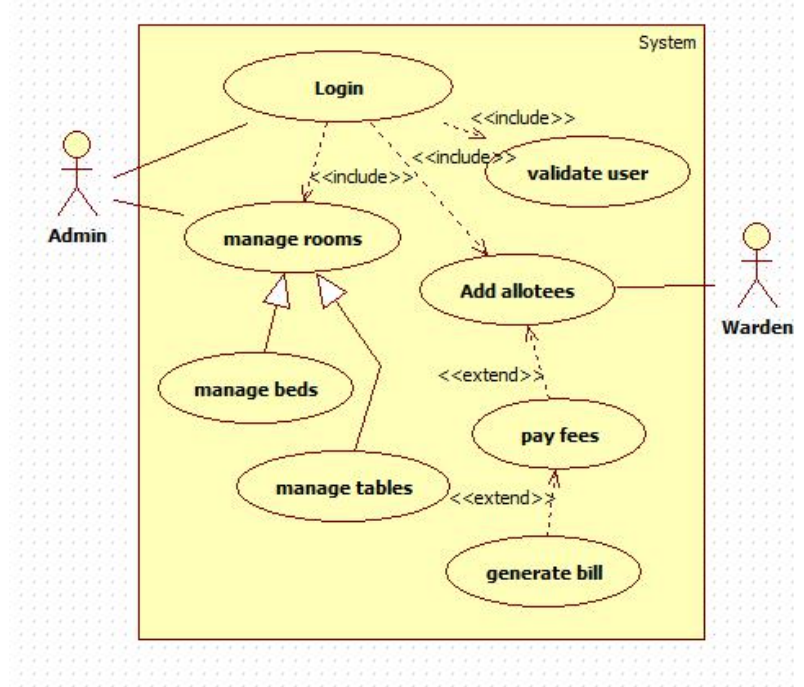 System
Login
<<include>>
<<include>>
<<include>>
validate user
Admin
manage rooms
Add allotees
Warden
<<extend>>
manage beds
pay fees
manage tables
<<extend>>
generate bill